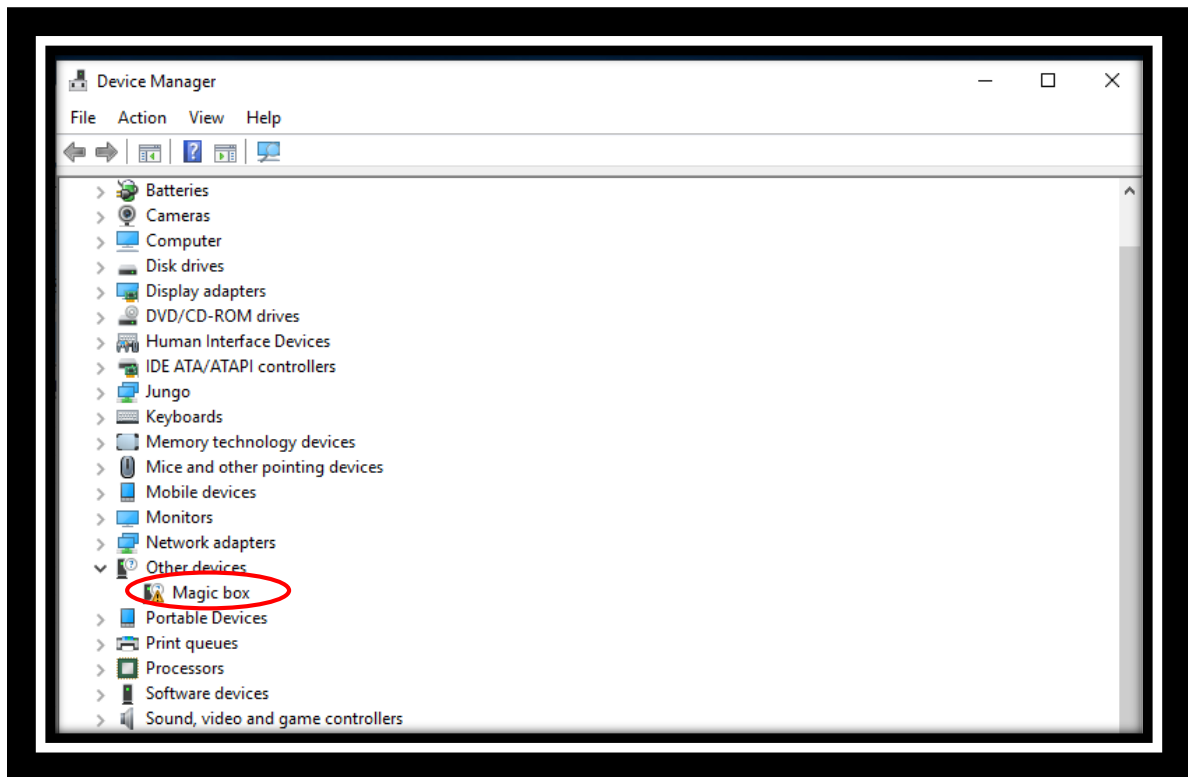 Device Manager
File Action View Help
Batteries
Cameras
Computer
Disk drives
Display adapters
DVD/CD-ROM drives
Human Interface Devices
IDE ATA/ATAPI controllers
Jungo
Keyboards
Memory technology devices
Mice and other pointing devices
Mobile devices
Monitors
Network adapters
Other devices
Magic box
Portable Devices
Print queues
Processors
Software devices
Sound, video and game controllers